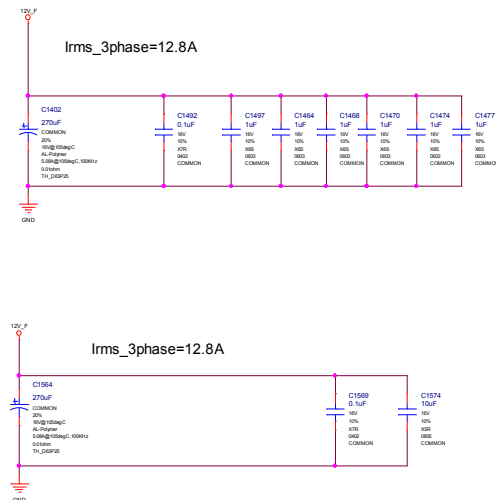 12V_F
Irms_3phase=12.8A
C1402
270uF
COMMON
20%
16V@105degC
AL-Polymer
5.08A@105degC,100KHz
0.01ohm
TH_D63P25
GND
C1492
0.1uF
16V
10%
X7R
0402
COMMON
C1497
1uF
16V
10%
X6S
0603
COMMON
C1464
1uF
16V
10%
X6S
0603
COMMON
C1468
1uF
16V
10%
X6S
0603
COMMON
C1470
1uF
16V
10%
X6S
0603
COMMON
C1474
1uF
16V
10%
X6S
0603
COMMON
C1477
1uF
16V
10%
X6S
0603
COMMON
12V_F
Irms_3phase=12.8A
C1564
270uF
COMMON
20%
16V@105degC
AL-Polymer
5.08A@105degC,100KHz
0.01ohm
TH_D63P25
GND
C1569
0.1uF
16V
10%
X7R
0402
COMMON
C1574
10uF
16V
10%
X5R
0805
COMMON